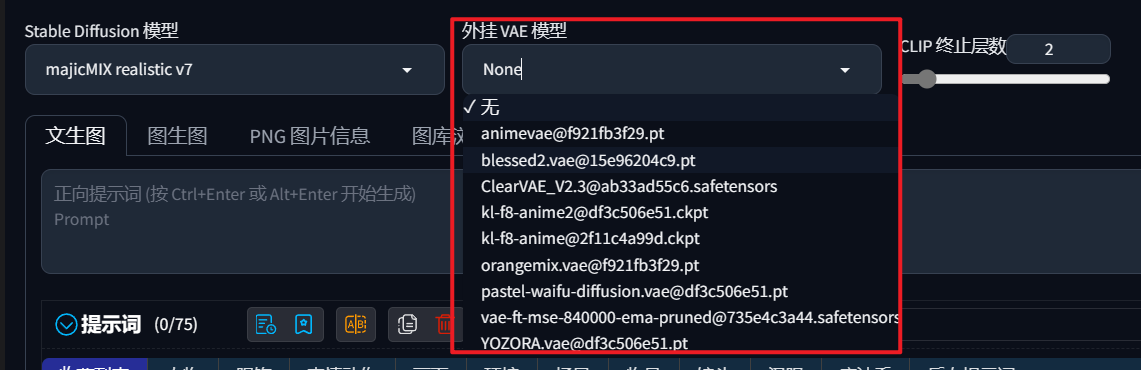 Stable Diffusion 模型
外挂 VAE 模型
CLIP 终止层数
2
majicMIX realistic v7
None
✓ 无
animevae@f921fb3f29.pt
blessed2.vae@15e96204c9.pt
ClearVAE_V2.3@ab33ad55c6.safetensors
kl-f8-anime2@df3c506e51.ckpt
kl-f8-anime@2f11c4a99d.ckpt
orangemix.vae@f921fb3f29.pt
pastel-waifu-diffusion.vae@df3c506e51.pt
vae-ft-mse-840000-ema-pruned@735e4c3a44.safetensors
YOZORA.vae@df3c506e51.pt
文生图
图生图
PNG 图片信息
图库浏
正向提示词 (按 Ctrl+Enter 或 Alt+Enter 开始生成)
Prompt
提示词 (0/75)